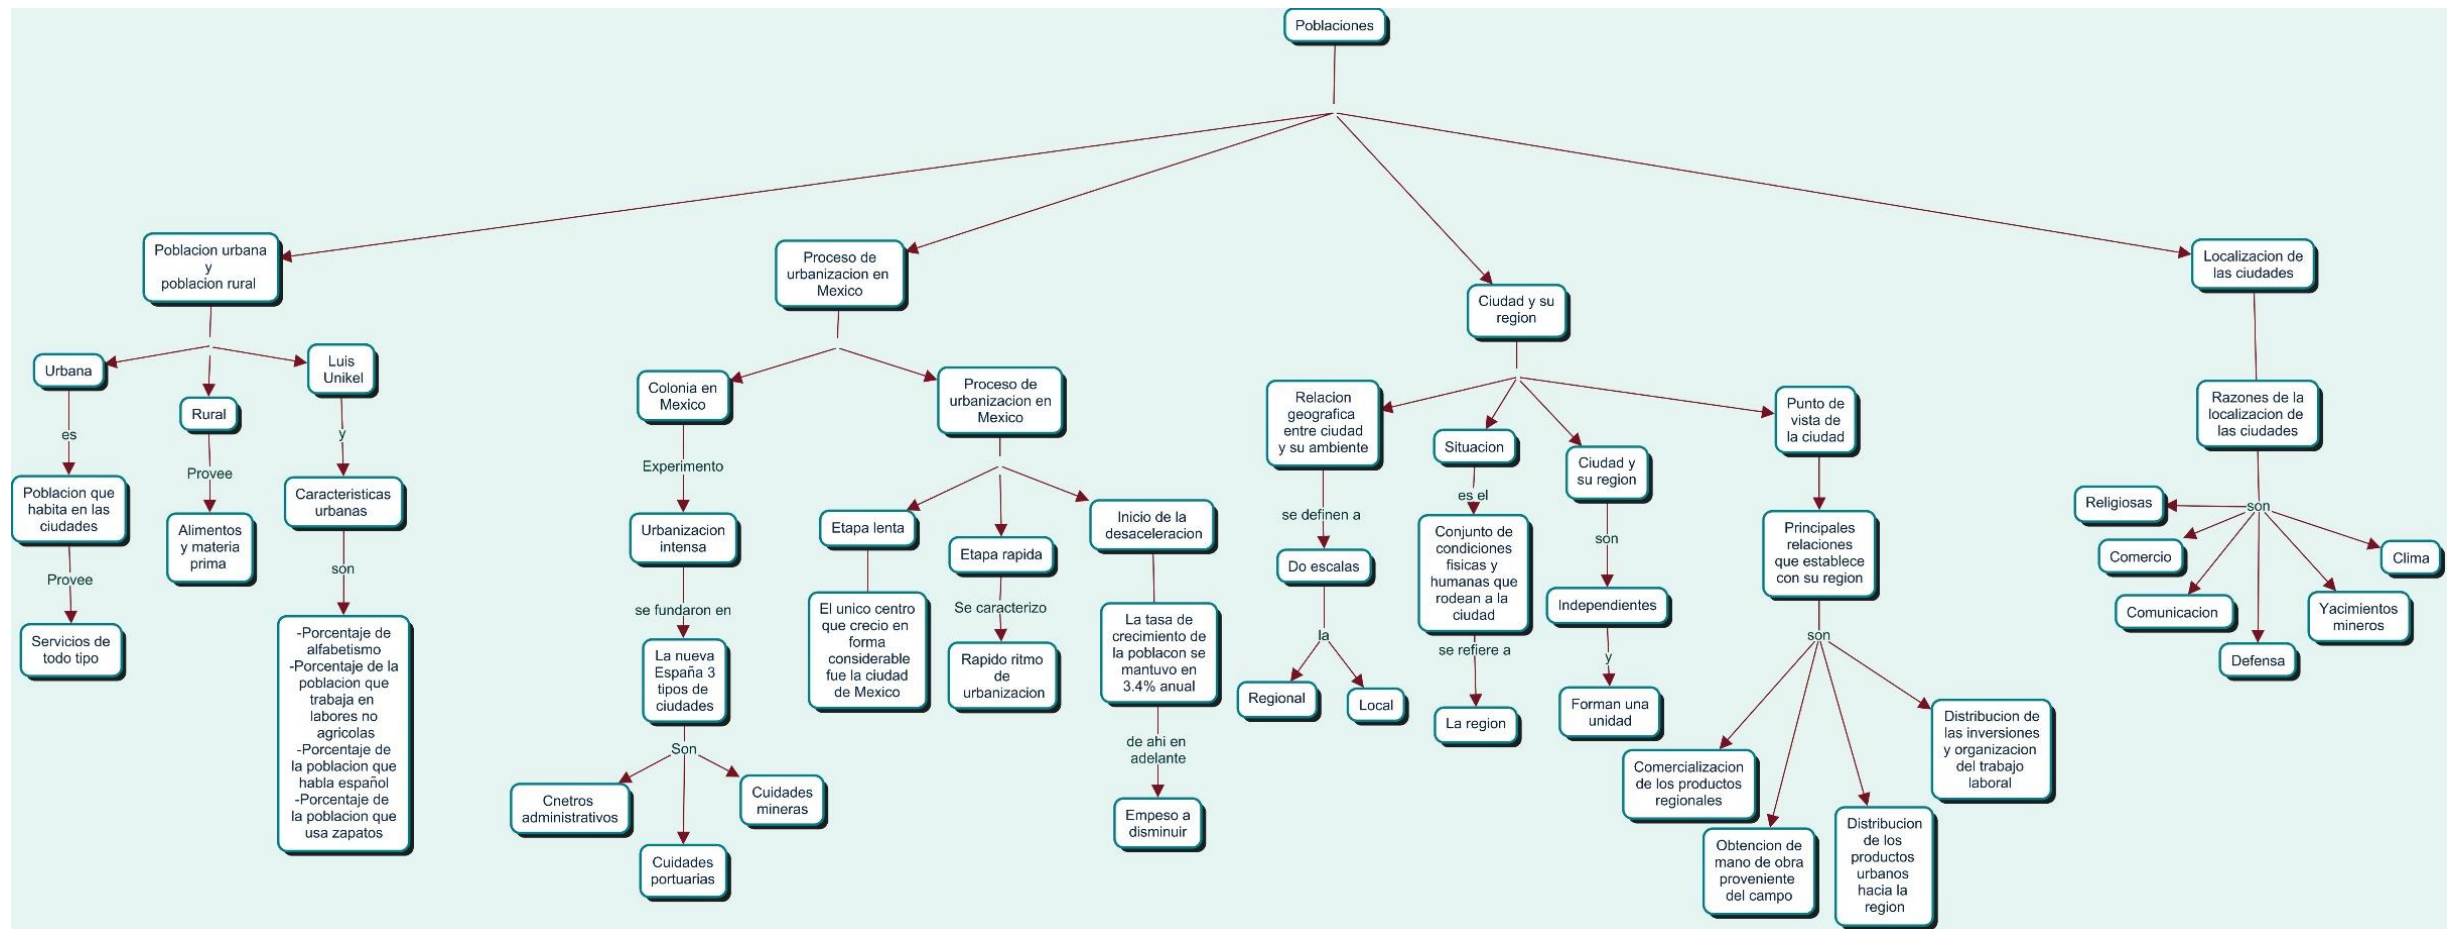 Poblaciones
Poblacion urbana
y
poblacion rural
Urbana
es
Poblacion que
habita en las
ciudades
Provee
Servicios de
todo tipo
Rural
Provee
Alimentos
y materia
prima
Luis
Unikel
y
Caracteristicas
urbanas
son
-Porcentaje de
alfabetismo
-Porcentaje de la
poblacion que
trabaja en
labores no
agricolas
-Porcentaje de
la poblacion que
habla español
-Porcentaje de
la poblacion que
usa zapatos
Proceso de
urbanizacion en
Mexico
Colonia en
Mexico
Experimento
Urbanizacion
intensa
se fundaron en
La nueva
España 3
tipos de
ciudades
Son
Cnetros
administrativos
Cuidades
portuarias
Cuidades
mineras
Proceso de
urbanizacion en
Mexico
Etapa lenta
El unico centro
que crecio en
forma
considerable
fue la ciudad
de Mexico
Etapa rapida
Se caracterizo
Rapido ritmo
de
urbanizacion
Inicio de la
desaceleracion
La tasa de
crecimiento de
la poblacon se
mantuvo en
3.4% anual
de ahi en
adelante
Empeso a
disminuir
Ciudad y su
region
Relacion
geografica
entre ciudad
y su ambiente
se definen a
Do escalas
la
Regional
Local
Situacion
es el
Conjunto de
condiciones
fisicas y
humanas que
rodean a la
ciudad
se refiere a
La region
Ciudad y
su region
son
Independientes
y
Forman una
unidad
Punto de
vista de
la ciudad
Principales
relaciones
que establece
con su region
son
Comercializacion
de los productos
regionales
Obtencion de
mano de obra
proveniente
del campo
Distribucion
de los
productos
urbanos
hacia la
region
Distribucion de
las inversiones
y organizacion
del trabajo
laboral
Localizacion de
las ciudades
Razones de la
localizacion de
las ciudades
son
Religiosas
Comercio
Comunicacion
Defensa
Yacimientos
mineros
Clima